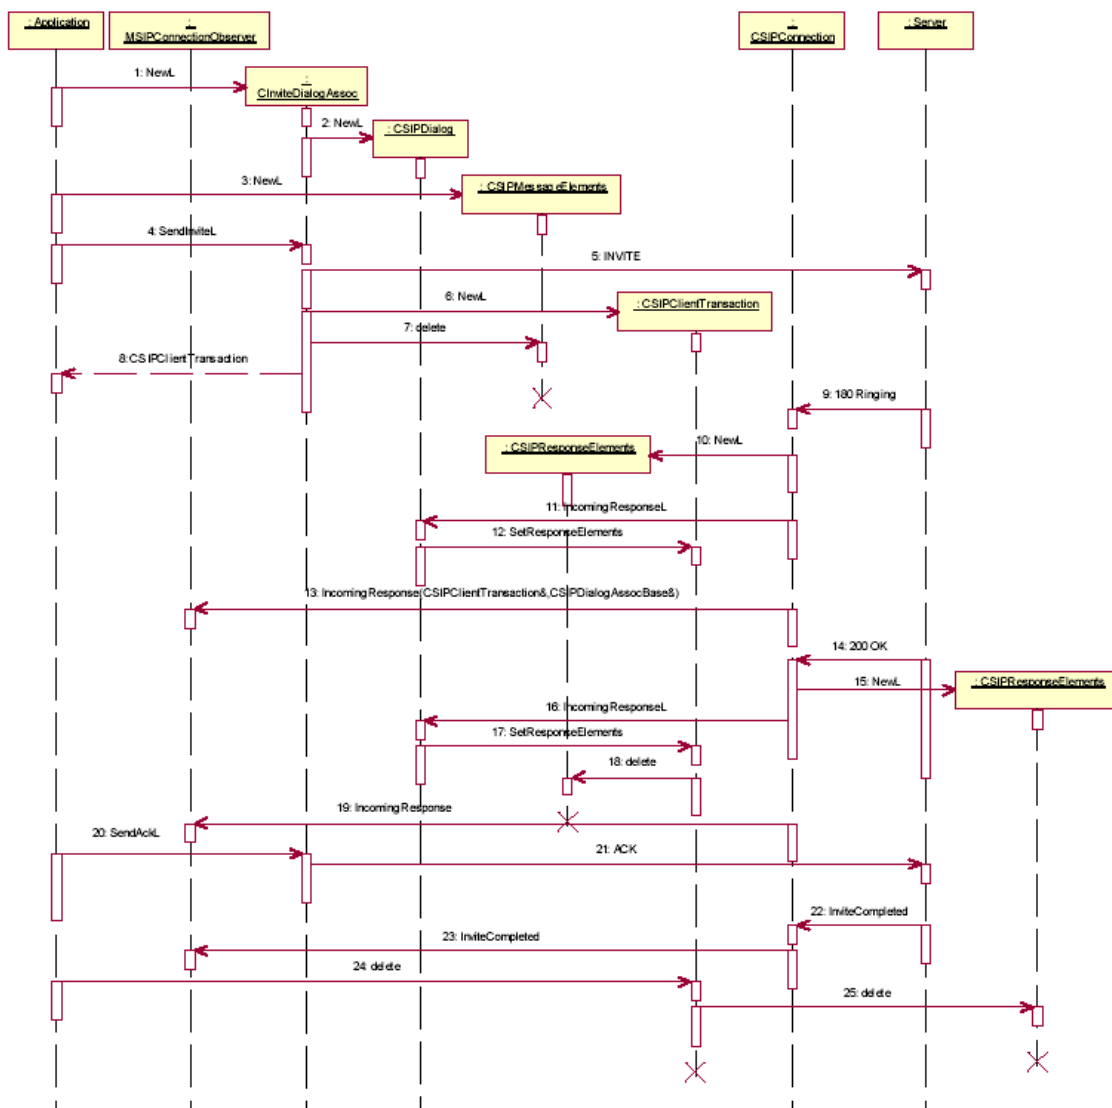 : Application
:
MSIPConnectionObserver
:
CSIPConnection
: Server
1: NewL
:
CInviteDialogAssoc
2: NewL
: CSIPDialog
3: NewL
: CSIPMessageElements
4: SendInviteL
5: INVITE
6: NewL
: CSIPClientTransaction
7: delete
8:CSIPClientTransaction
9: 180 Ringing
10: NewL
: CSIPResponseElements
11: IncomingResponseL
12: SetResponseElements
13: IncomingResponse(CSIPClientTransaction&,CSIPDialogAssocBase&)
14: 200 OK
15: NewL
: CSIPResponseElements
16: IncomingResponseL
17: SetResponseElements
18: delete
19: IncomingResponse
20: SendAckL
21: ACK
22: InviteCompleted
23: InviteCompleted
24: delete
25: delete